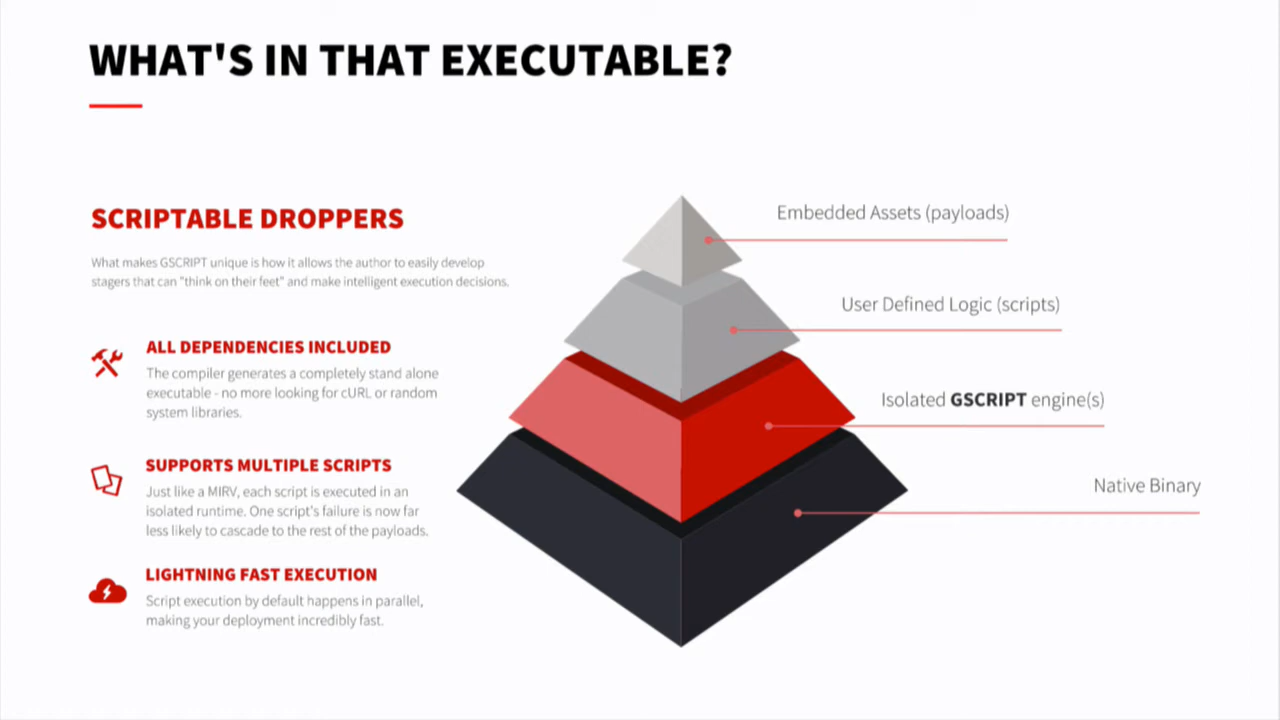 WHAT'S IN THAT EXECUTABLE?
SCRIPTABLE DROPPERS
What makes GSCRIPT unique is how it allows the author to easily develop
stagers that can "think on their feet" and make intelligent execution decisions.
ALL DEPENDENCIES INCLUDED
The compiler generates a completely stand alone
executable - no more looking for cURL or random
system libraries.
SUPPORTS MULTIPLE SCRIPTS
Just like a MIRV, each script is executed in an
isolated runtime. One script's failure is now far
less likely to cascade to the rest of the payloads.
LIGHTNING FAST EXECUTION
Script execution by default happens in parallel,
making your deployment incredibly fast.
Embedded Assets (payloads)
User Defined Logic (scripts)
Isolated GSCRIPT engine(s)
Native Binary